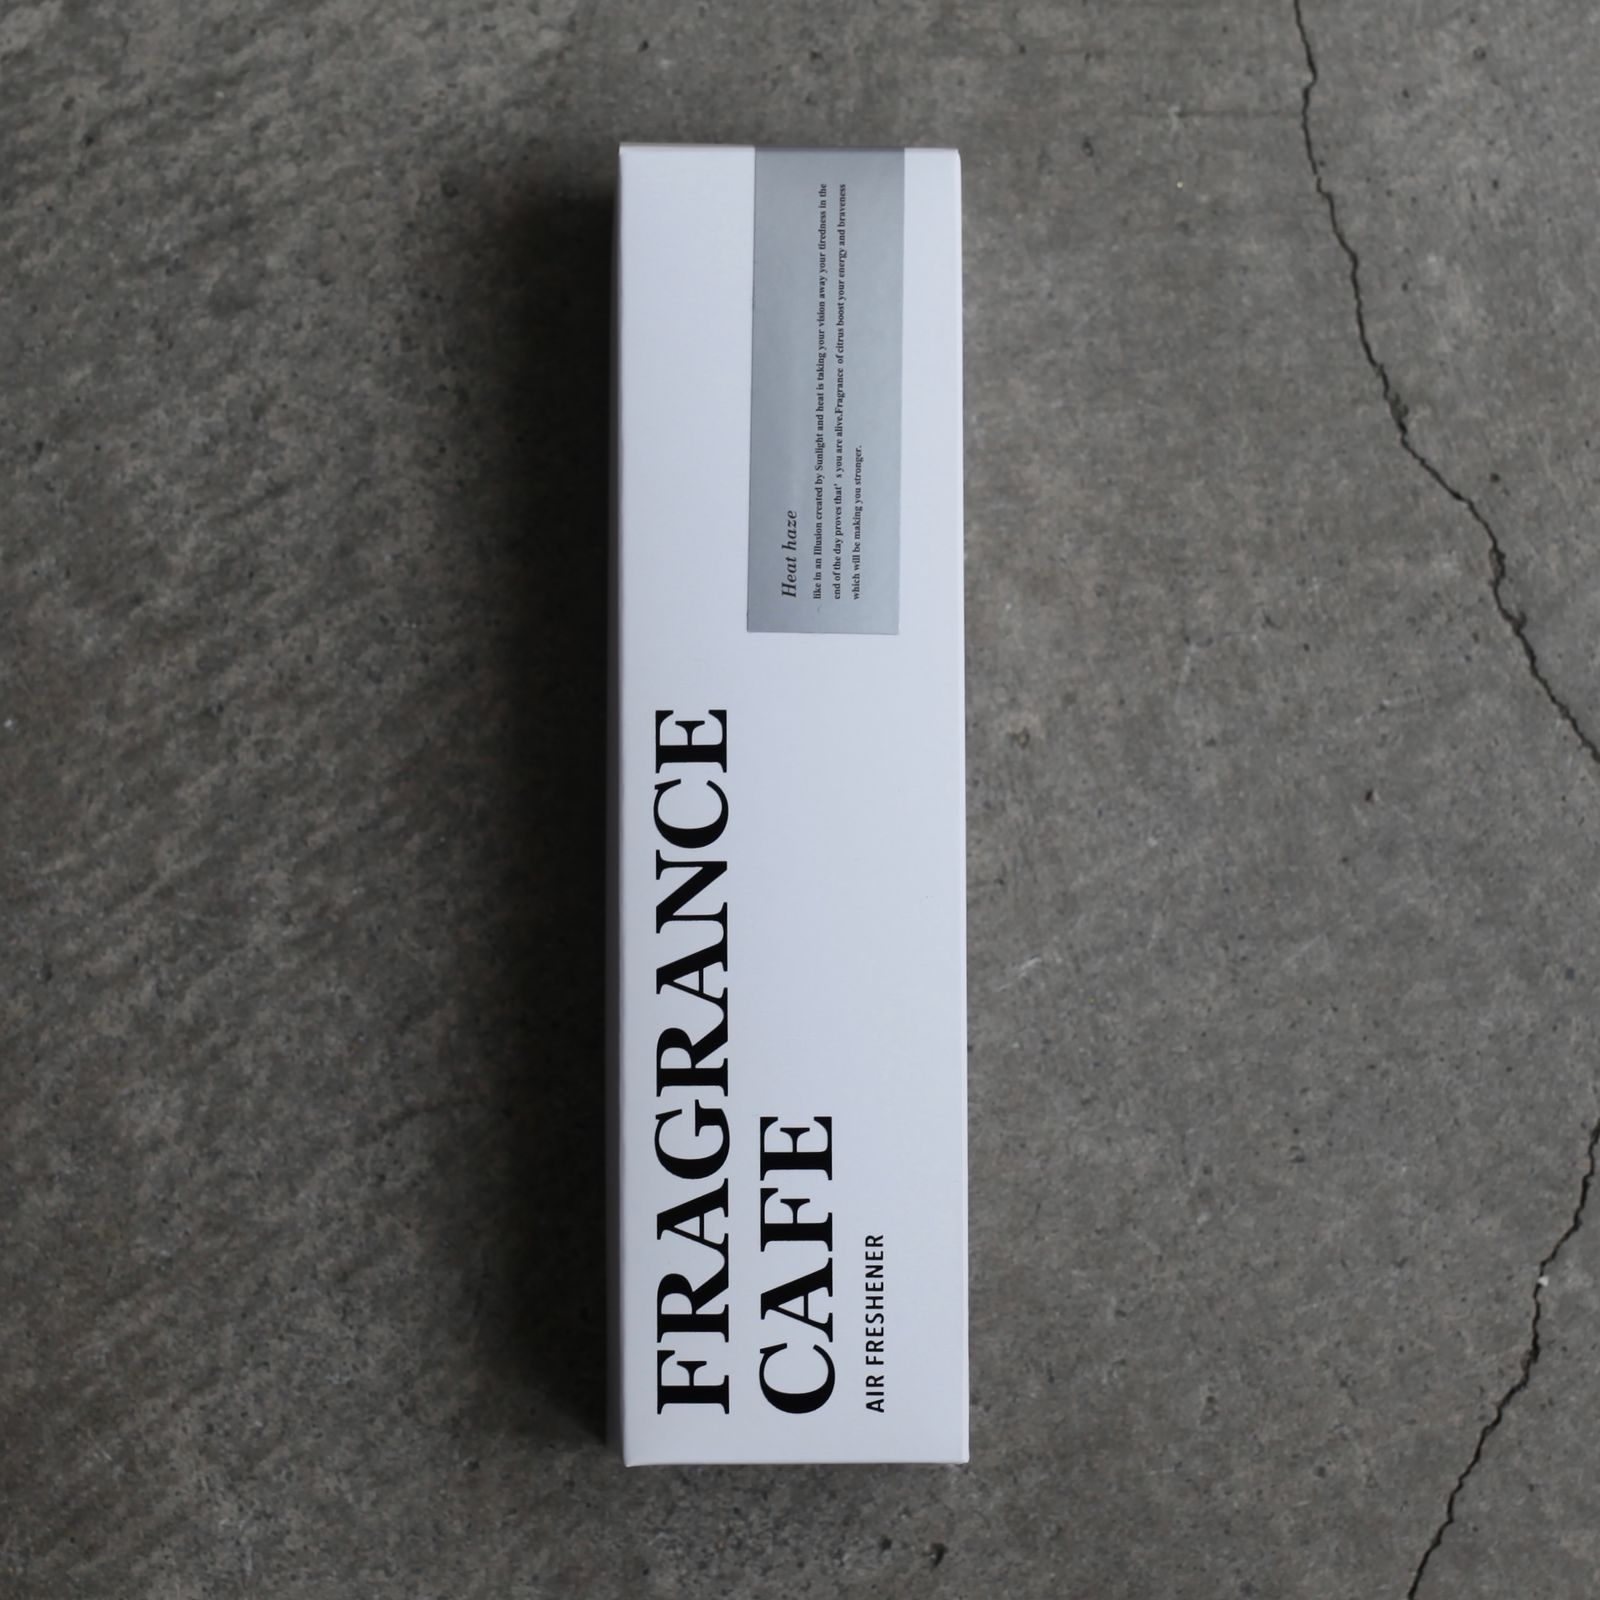 FRAGRANCE
CAFE
AIR FRESHENER
Heat haze
like in an Illusion created by Sunlight and heat is taking your vision away your tiredness in the
end of the day proves that’ s you are alive.Fragrance of citrus boost your energy and braveness
which will be making you stronger.